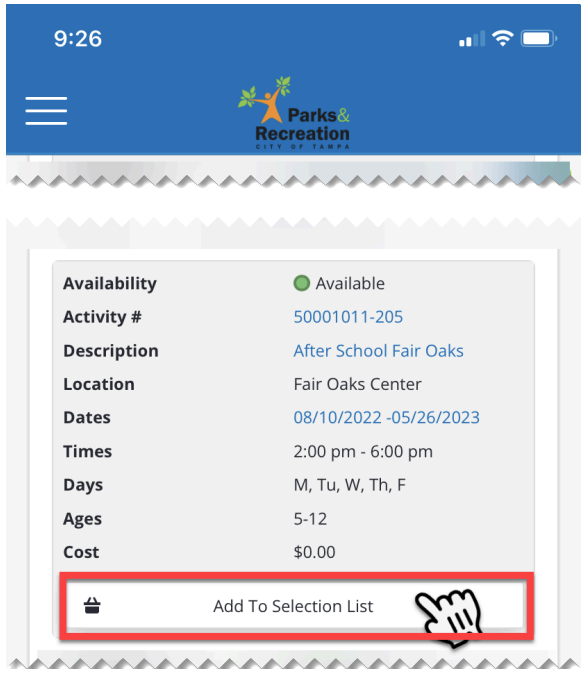 9:26
Parks&
Recreation
CITY OF TAMPA
Availability Available
Activity # 50001011-205
Description After School Fair Oaks
Location Fair Oaks Center
Dates 08/10/2022 -05/26/2023
Times 2:00 pm - 6:00 pm
Days M, Tu, W, Th, F
Ages 5-12
Cost $0.00
Add To Selection List